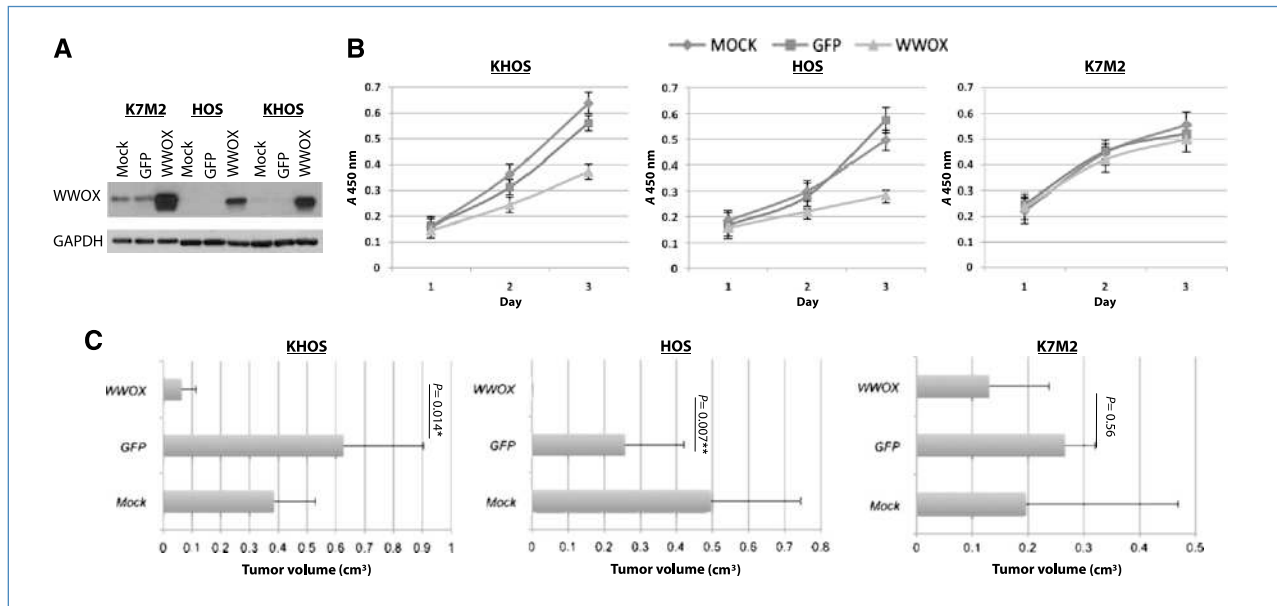 A
K7M2 HOS KHOS
Mock GFP WWOX Mock GFP WWOX Mock GFP WWOX
WWOX
GAPDH
B
MOCK GFP WWOX
KHOS
A 450 nm
0.7
0.6
0.5
0.4
0.3
0.2
0.1
0
1 2 3
Day
HOS
A 450 nm
0.7
0.6
0.5
0.4
0.3
0.2
0.1
0
1 2 3
Day
K7M2
A 450 nm
0.7
0.6
0.5
0.4
0.3
0.2
0.1
0
1 2 3
Day
C
KHOS
WWOX
GFP
Mock
P= 0.014*
0 0.1 0.2 0.3 0.4 0.5 0.6 0.7 0.8 0.9 1
Tumor volume (cm³)
HOS
WWOX
GFP
Mock
P= 0.007**
0 0.1 0.2 0.3 0.4 0.5 0.6 0.7 0.8
Tumor volume (cm³)
K7M2
WWOX
GFP
Mock
P= 0.56
0 0.1 0.2 0.3 0.4 0.5
Tumor volume (cm³)